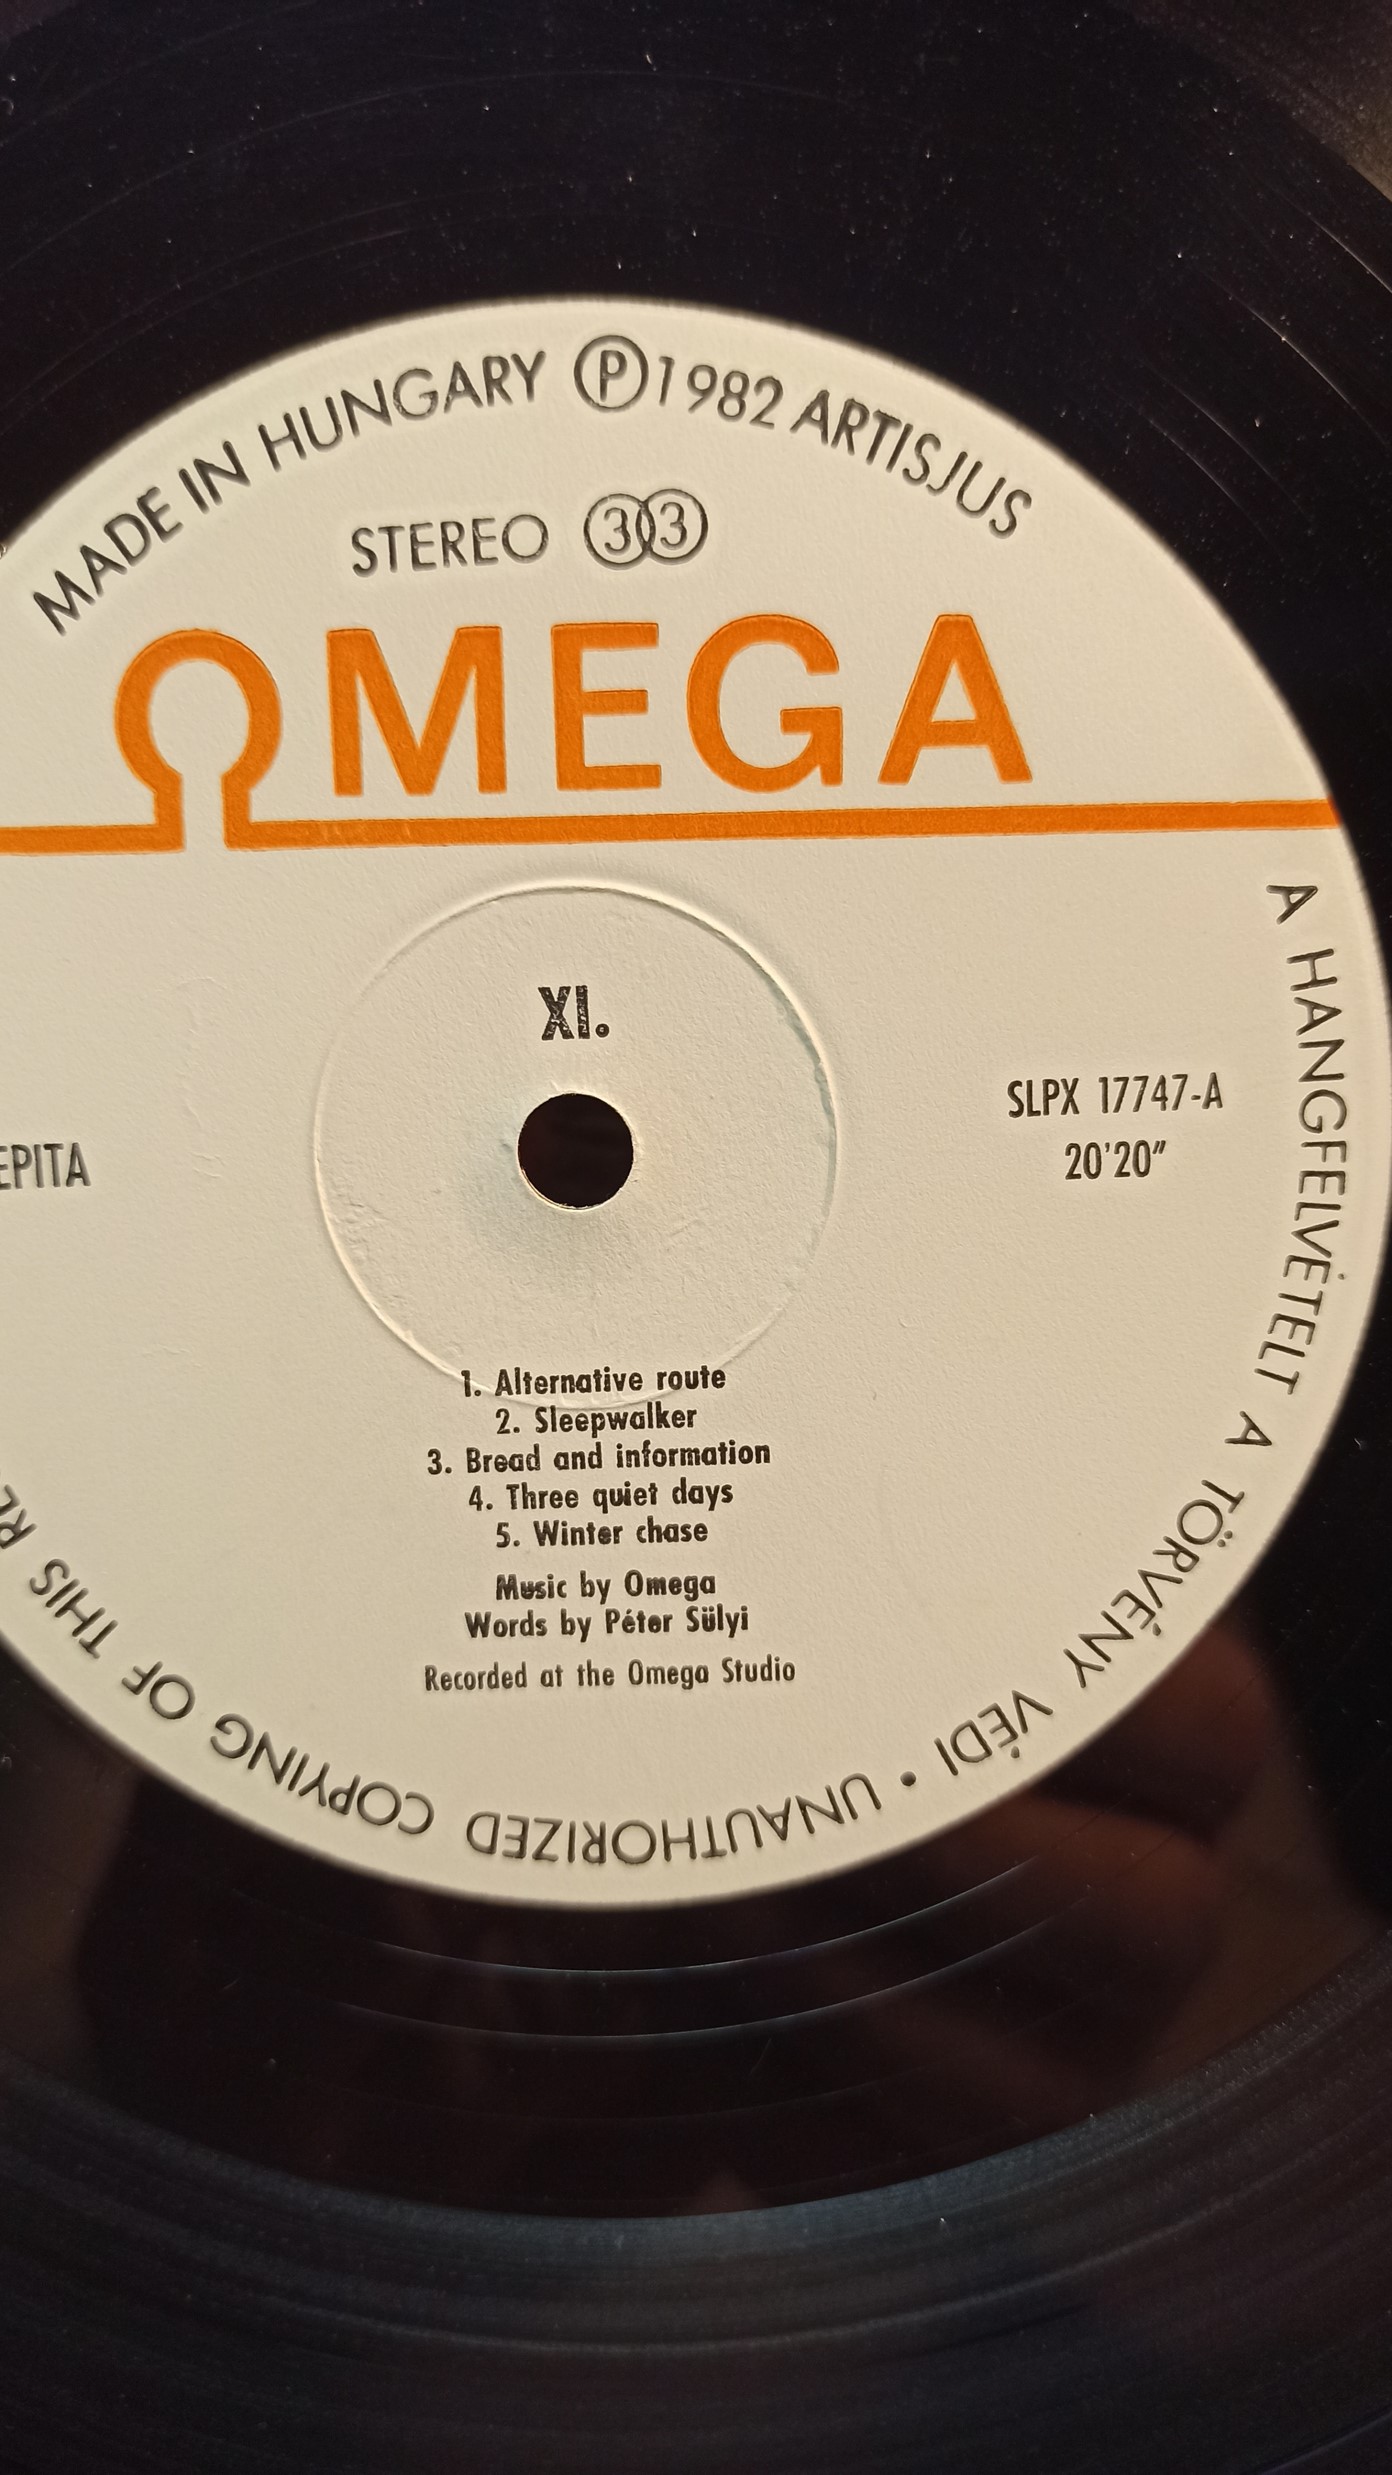 MADE IN HUNGARY Ⓟ 1982 ARTISJUS
STEREO 33
ΩMEGA
XI.
SLPX 17747-A
20'20"
EPITA
1. Alternative route
2. Sleepwalker
3. Bread and information
4. Three quiet days
5. Winter chase
Music by Omega
Words by Péter Sülyi
Recorded at the Omega Studio
A HANGFELVÉTELT A TÖRVÉNY VÉDI • UNAUTHORIZED COPYING OF THIS